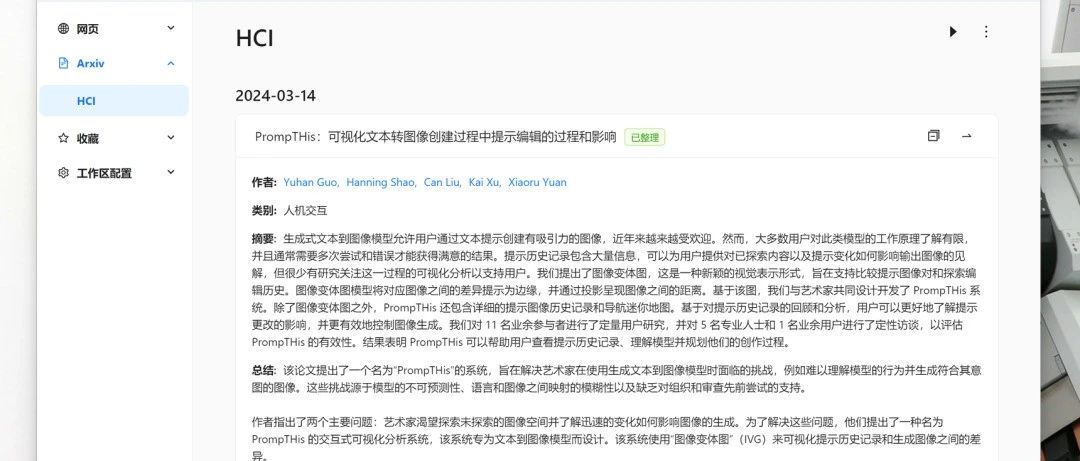 网页
Arxiv
HCI
收藏
工作区配置
HCI
2024-03-14
PrompTHis：可视化文本转图像创建过程中提示编辑的过程和影响 已整理
作者: Yuhan Guo, Hanning Shao, Can Liu, Kai Xu, Xiaoru Yuan
类别: 人机交互
摘要: 生成式文本到图像模型允许用户通过文本提示创建有吸引力的图像，近年来越来越受欢迎。然而，大多数用户对此类模型的工作原理了解有限，
并且通常需要多次尝试和错误才能获得满意的结果。提示历史记录包含大量信息，可以为用户提供对已探索内容以及提示变化如何影响输出图像的见
解，但很少有研究关注这一过程的可视化分析以支持用户。我们提出了图像变体图，这是一种新颖的视觉表示形式，旨在支持比较提示图像对和探索编
辑历史。图像变体图模型将对应图像之间的差异提示为边缘，并通过投影呈现图像之间的距离。基于该图，我们与艺术家共同设计开发了 PrompTHis 系
统。除了图像变体图之外，PrompTHis 还包含详细的提示图像历史记录和导航迷你地图。基于对提示历史记录的回顾和分析，用户可以更好地了解提示
更改的影响，并更有效地控制图像生成。我们对 11 名业余参与者进行了定量用户研究，并对 5 名专业人士和 1 名业余用户进行了定性访谈，以评估
PrompTHis 的有效性。结果表明 PrompTHis 可以帮助用户查看提示历史记录、理解模型并规划他们的创作过程。
总结: 该论文提出了一个名为“PrompTHis”的系统，旨在解决艺术家在使用生成文本到图像模型时面临的挑战，例如难以理解模型的行为并生成符合其意
图的图像。这些挑战源于模型的不可预测性、语言和图像之间映射的模糊性以及缺乏对组织和审查先前尝试的支持。
作者指出了两个主要问题：艺术家渴望探索未探索的图像空间并了解迅速的变化如何影响图像的生成。为了解决这些问题，他们提出了一种名为
PrompTHis 的交互式可视化分析系统，该系统专为文本到图像模型而设计。该系统使用“图像变体图”（IVG）来可视化提示历史记录和生成图像之间的差
异。